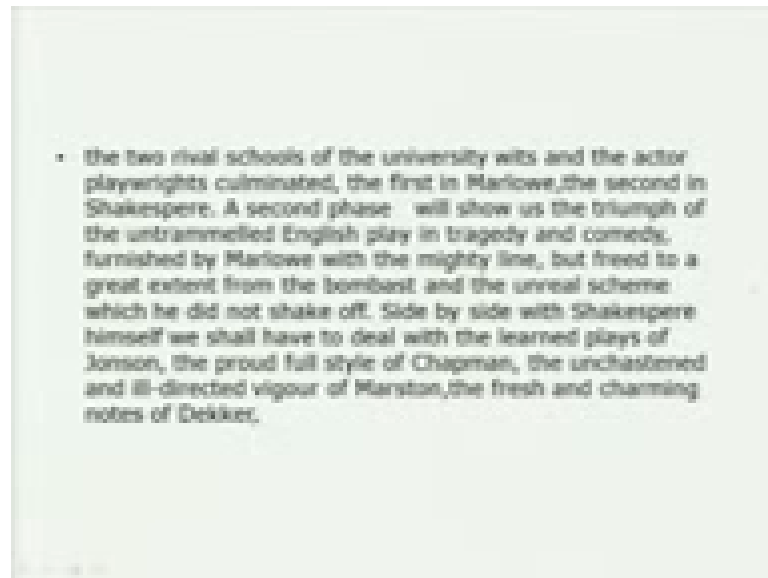 • the two rival schools of the university wits and the actor
playwrights culminated, the first in Marlowe,the second in
Shakespere. A second phase will show us the triumph of
the untrammelled English play in tragedy and comedy,
furnished by Marlowe with the mighty line, but freed to a
great extent from the bombast and the unreal scheme
which he did not shake off. Side by side with Shakespere
himself we shall have to deal with the learned plays of
Jonson, the proud full style of Chapman, the unchastened
and ill-directed vigour of Marston,the fresh and charming
notes of Dekker,